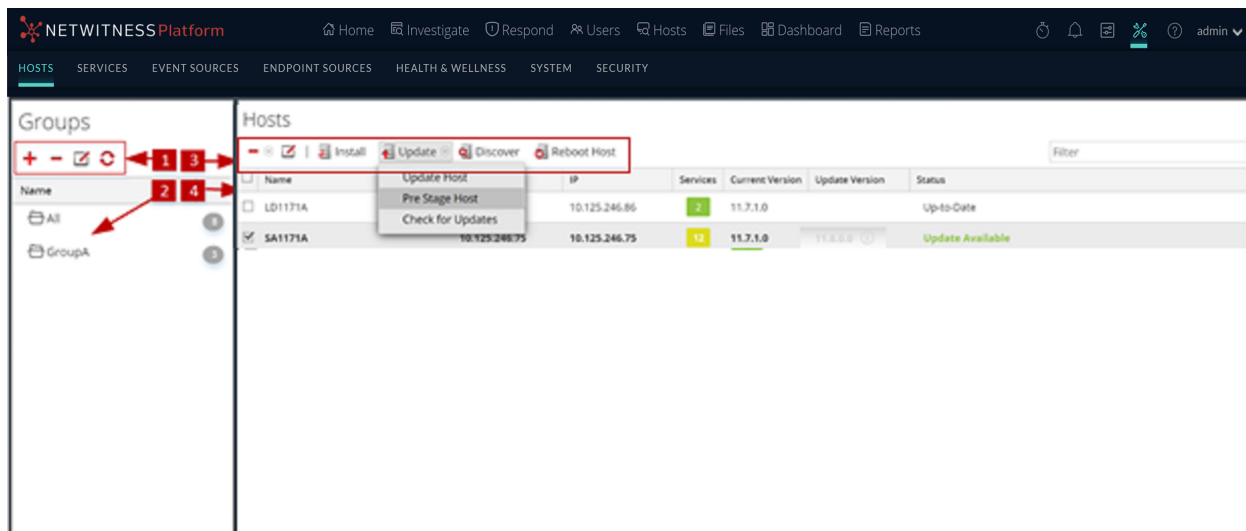 NETWITNESS Platform Home Investigate Respond Users Hosts Files Dashboard Reports admin
HOSTS SERVICES EVENT SOURCES ENDPOINT SOURCES HEALTH & WELLNESS SYSTEM SECURITY
Groups
1
2
Name
All
GroupA
3
Hosts
3
4
Install Update Discover Reboot Host Filter
Update Host
Pre Stage Host
Check for Updates
Name IP Services Current Version Update Version Status
LD1171A 10.125.246.86 2 11.7.1.0 Up-to-Date
SA1171A 10.125.246.75 10.125.246.75 12 11.7.1.0 11.8.0.0 Update Available